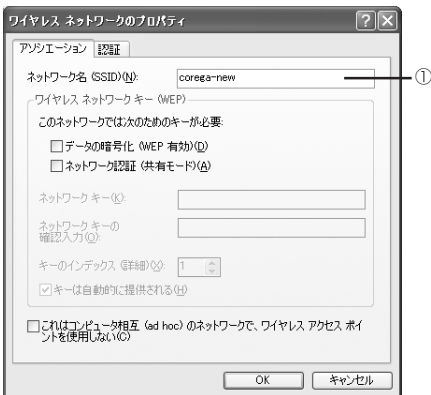 ワイヤレス ネットワークのプロパティ
アソシエーション 認証
ネットワーク名 (SSID)(N): corega-new ①
ワイヤレス ネットワーク キー (WEP)
このネットワークでは次のためのキーが必要:
データの暗号化 (WEP 有効)(D)
ネットワーク認証 (共有モード)(A)
ネットワーク キー(K):
ネットワーク キーの
確認入力(O):
キーのインデックス (詳細)(X): 1
キーは自動的に提供される(H)
これはコンピュータ相互 (ad hoc) のネットワークで、ワイヤレス アクセス ポイ
ントを使用しない(C)
OK キャンセル